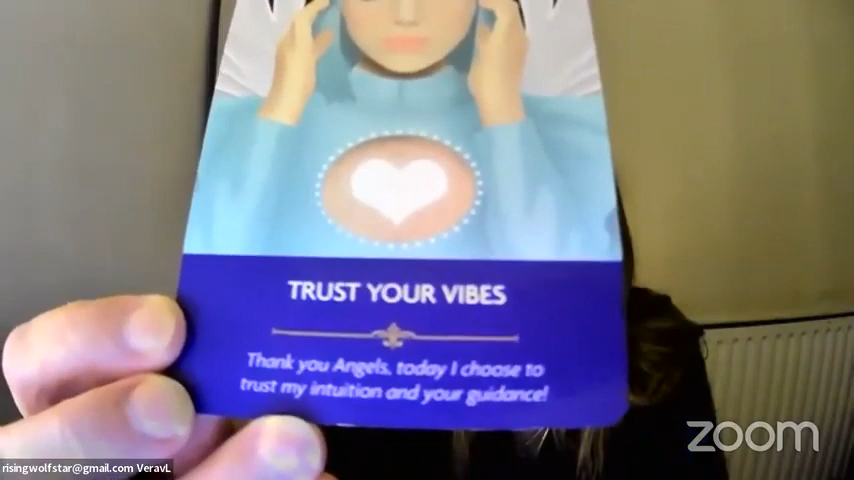 TRUST YOUR VIBES
Thank you Angels, today I choose to
trust my intuition and your guidance!
zoom
risingwolfstar@gmail.com VeravL